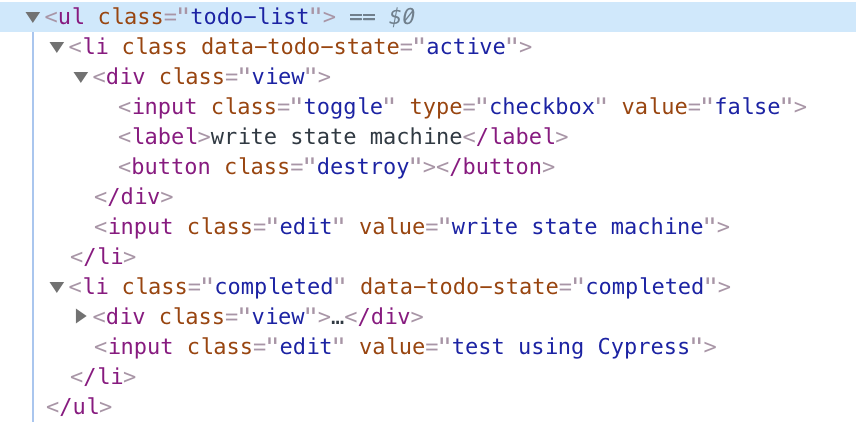 ▼<ul class="todo-list"> == $0
▼<li class data-todo-state="active">
▼<div class="view">
<input class="toggle" type="checkbox" value="false">
<label>write state machine</label>
<button class="destroy"></button>
</div>
<input class="edit" value="write state machine">
</li>
▼<li class="completed" data-todo-state="completed">
▶<div class="view">…</div>
<input class="edit" value="test using Cypress">
</li>
</ul>